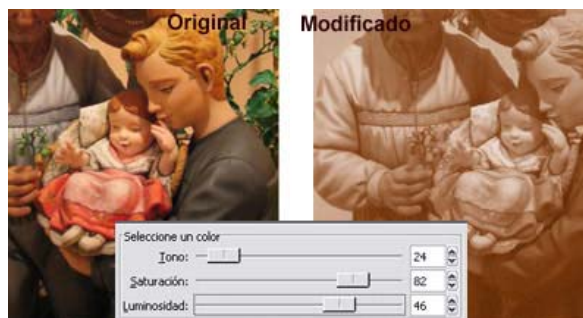 Original
Modificado
Seleccione un color
Tono: 24
Saturación: 82
Luminosidad: 46